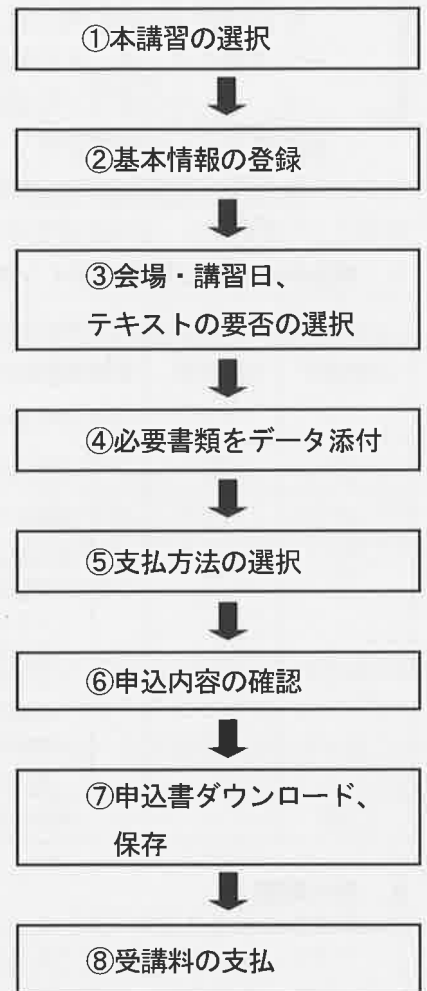 ①本講習の選択
②基本情報の登録
③会場・講習日、
テキストの要否の選択
④必要書類をデータ添付
⑤支払方法の選択
⑥申込内容の確認
⑦申込書ダウンロード、
保存
⑧受講料の支払